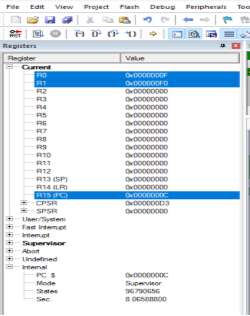 File Edit View Project Flash Debug Peripherals Too
Registers
Register Value
Current
R0 0x0000000F
R1 0x000000F0
R2 0x00000000
R3 0x00000000
R4 0x00000000
R5 0x00000000
R6 0x00000000
R7 0x00000000
R8 0x00000000
R9 0x00000000
R10 0x00000000
R11 0x00000000
R12 0x00000000
R13 (SP) 0x00000000
R14 (LR) 0x00000000
R15 (PC) 0x0000000C
CPSR 0x000000D3
SPSR 0x00000000
User/System
Fast Interrupt
Interrupt
Supervisor
Abort
Undefined
Internal
PC $ 0x0000000C
Mode Supervisor
States 96790656
Sec 8.06588800